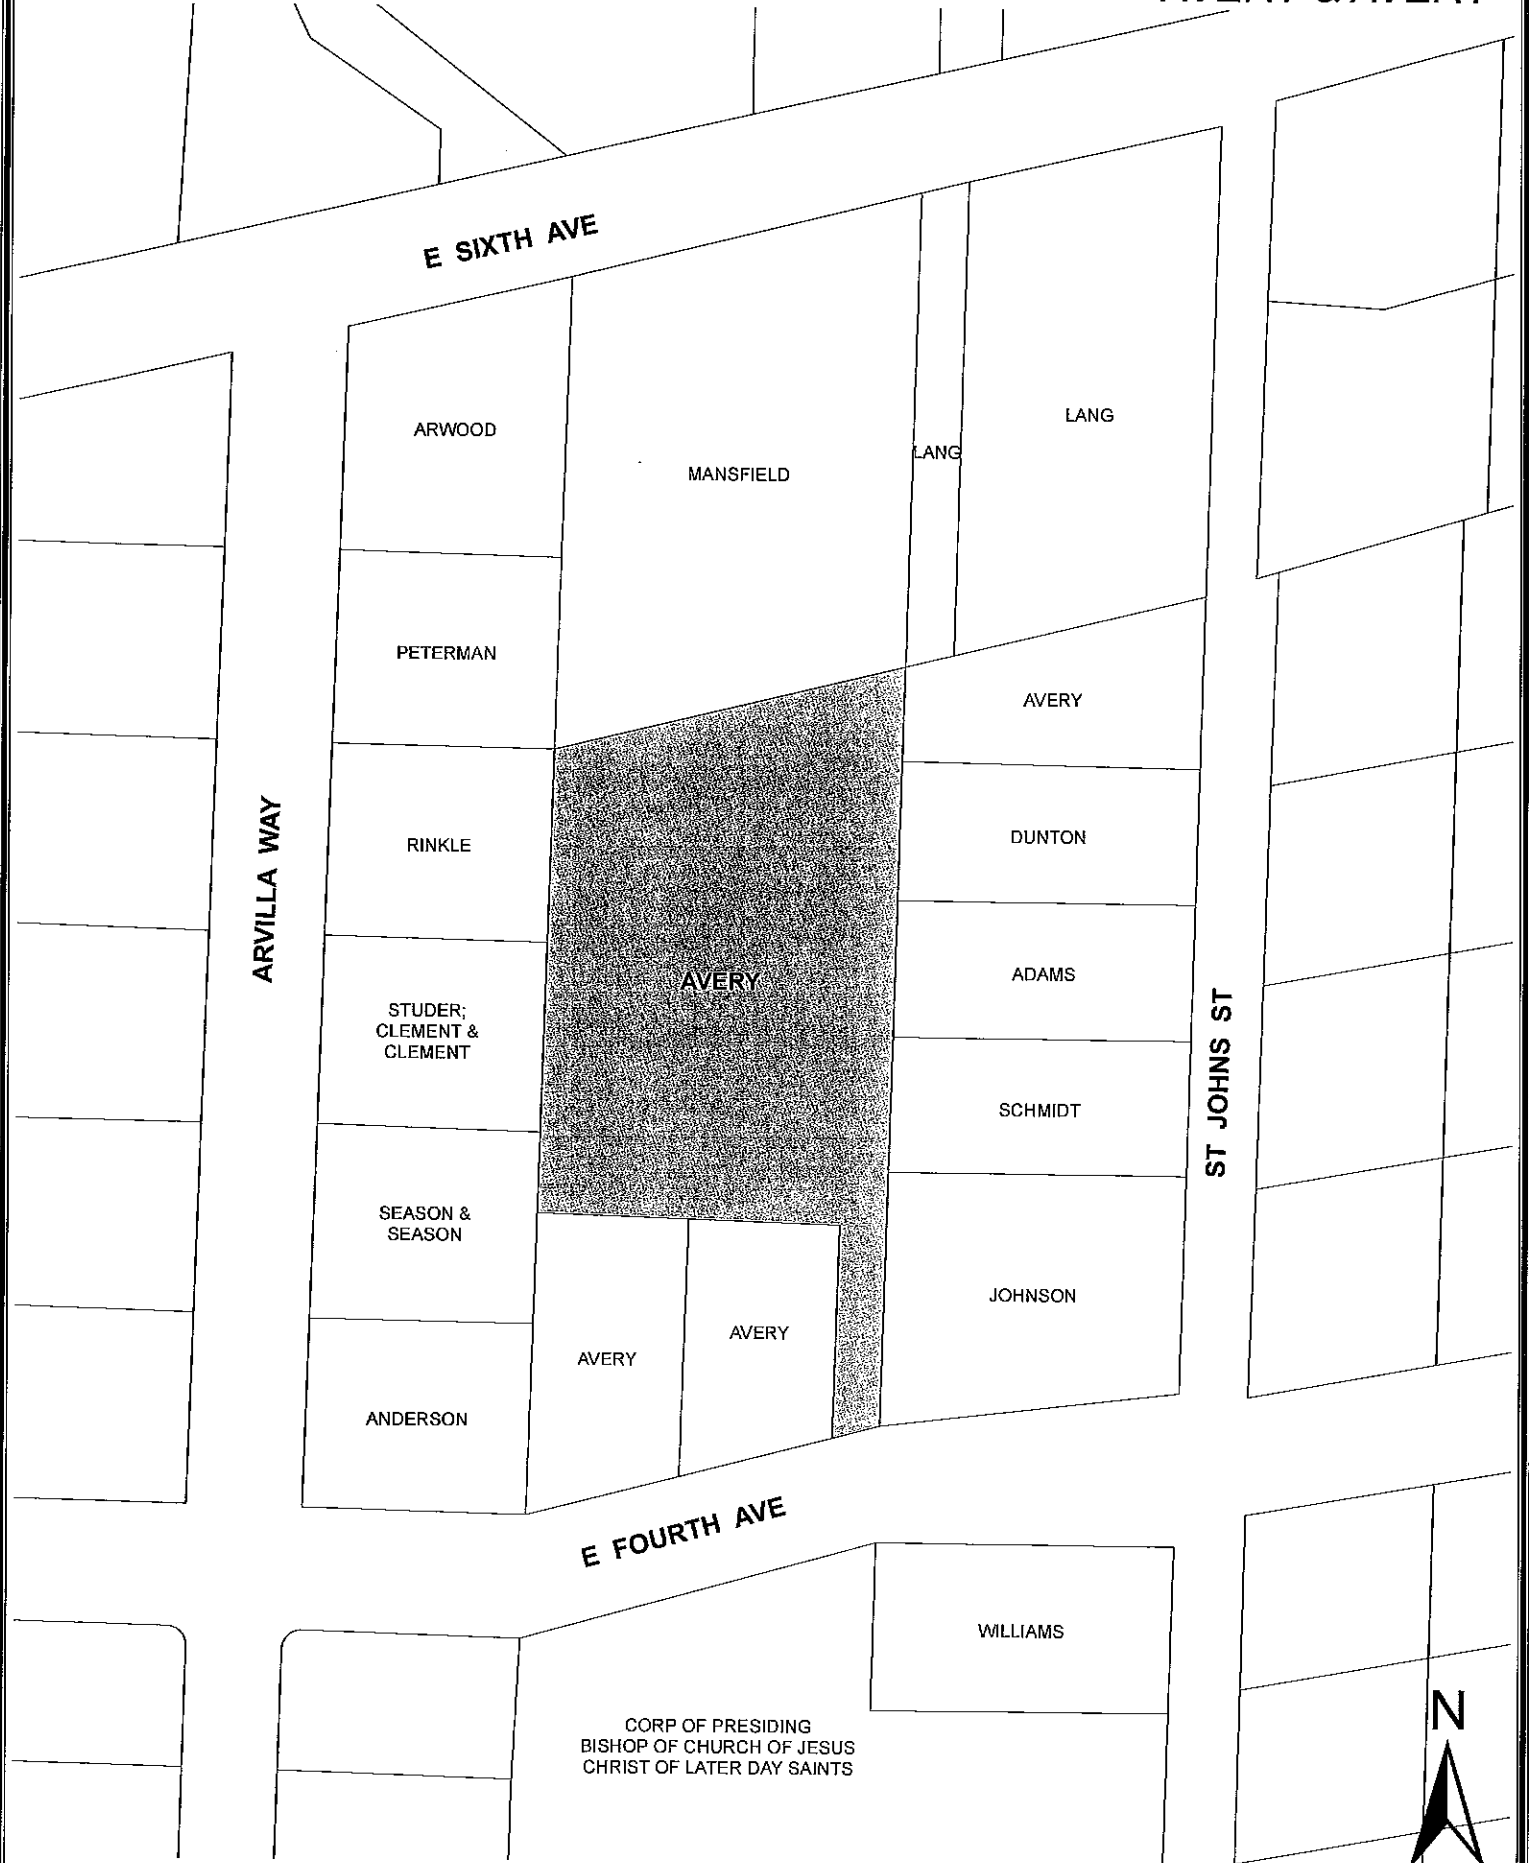 E SIXTH AVE
ARWOOD
LANG
LANG
MANSFIELD
PETERMAN
AVERY
ARVILLA WAY
RINKLE
DUNTON
AVERY
ADAMS
STUDER;
CLEMENT &
CLEMENT
ST JOHNS ST
SCHMIDT
SEASON &
SEASON
JOHNSON
AVERY
AVERY
ANDERSON
E FOURTH AVE
WILLIAMS
N
CORP OF PRESIDING
BISHOP OF CHURCH OF JESUS
CHRIST OF LATER DAY SAINTS